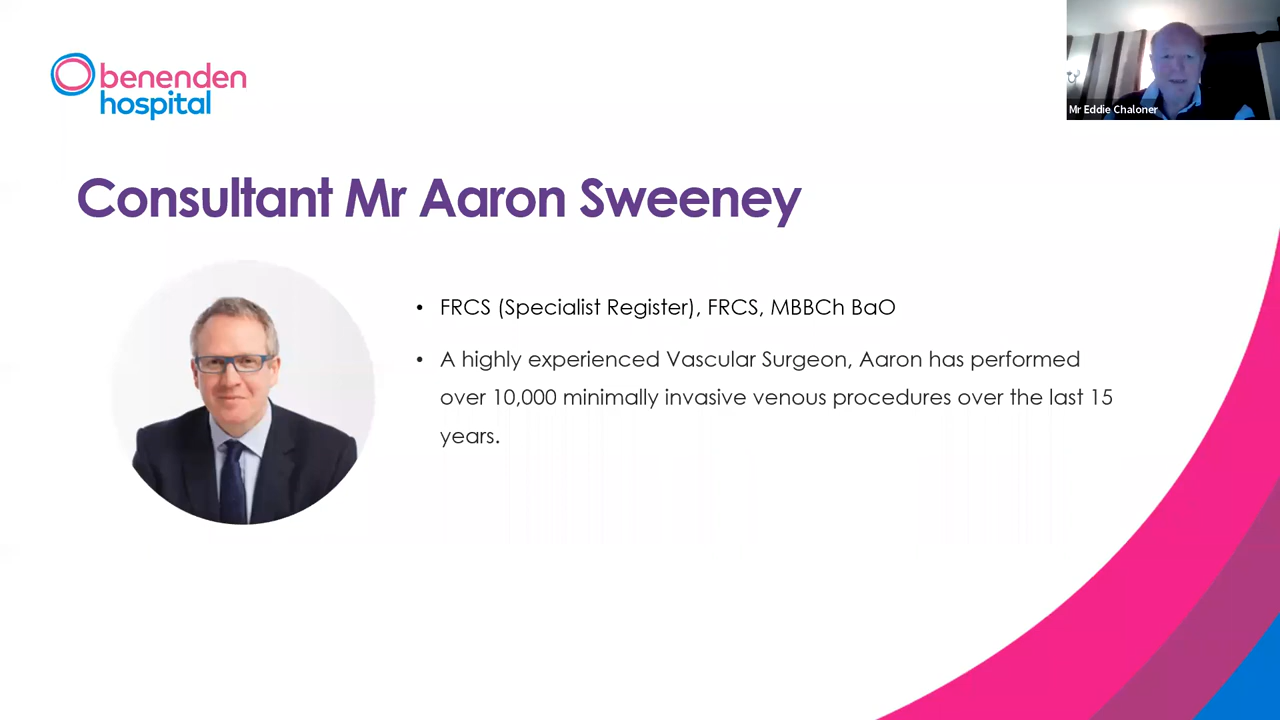 benenden
hospital
Mr Eddie Chaloner
Consultant Mr Aaron Sweeney
• FRCS (Specialist Register), FRCS, MBBCh BaO
• A highly experienced Vascular Surgeon, Aaron has performed
over 10,000 minimally invasive venous procedures over the last 15
years.